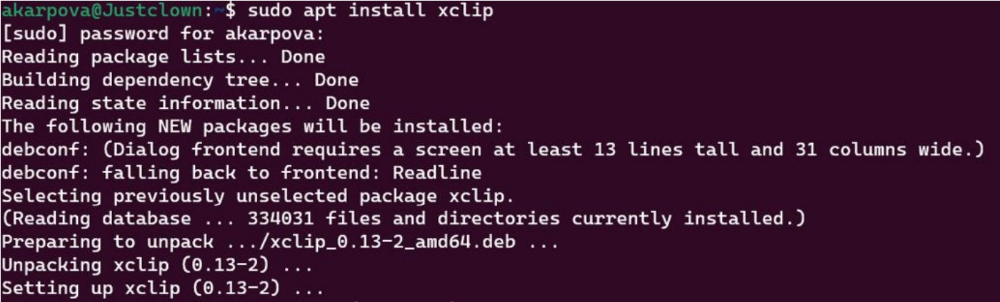 akarpova@Justclown:~$ sudo apt install xclip
[sudo] password for akarpova:
Reading package lists... Done
Building dependency tree... Done
Reading state information... Done
The following NEW packages will be installed:
debconf: (Dialog frontend requires a screen at least 13 lines tall and 31 columns wide.)
debconf: falling back to frontend: Readline
Selecting previously unselected package xclip.
(Reading database ... 334031 files and directories currently installed.)
Preparing to unpack .../xclip_0.13-2_amd64.deb ...
Unpacking xclip (0.13-2) ...
Setting up xclip (0.13-2) ...